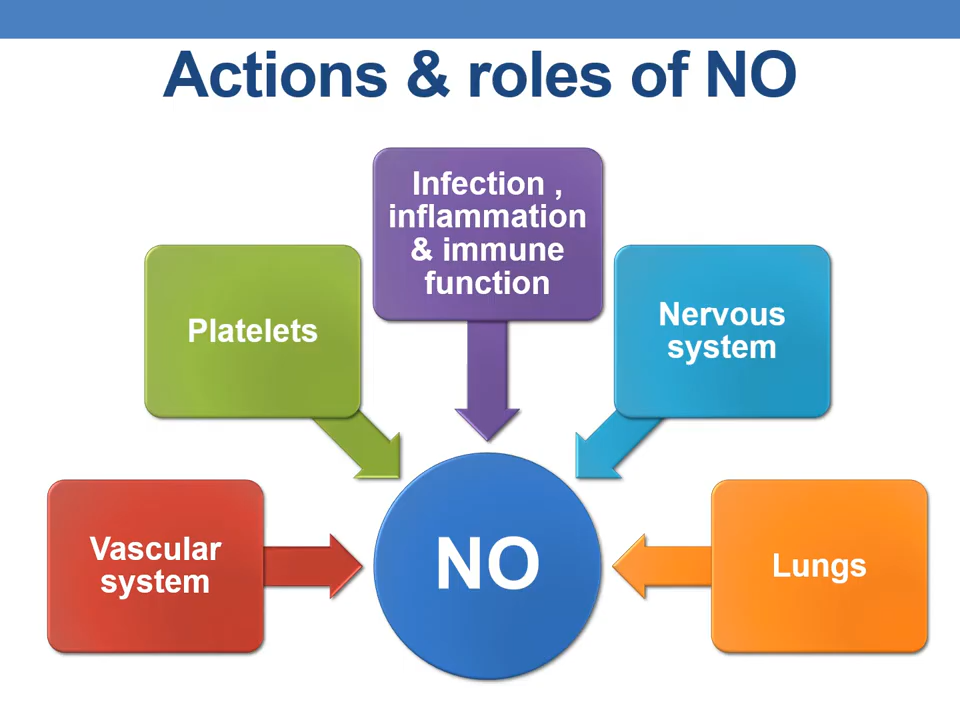 Actions & roles of NO
Infection ,
inflammation
& immune
function
Platelets
Nervous
system
Vascular
system
NO
Lungs